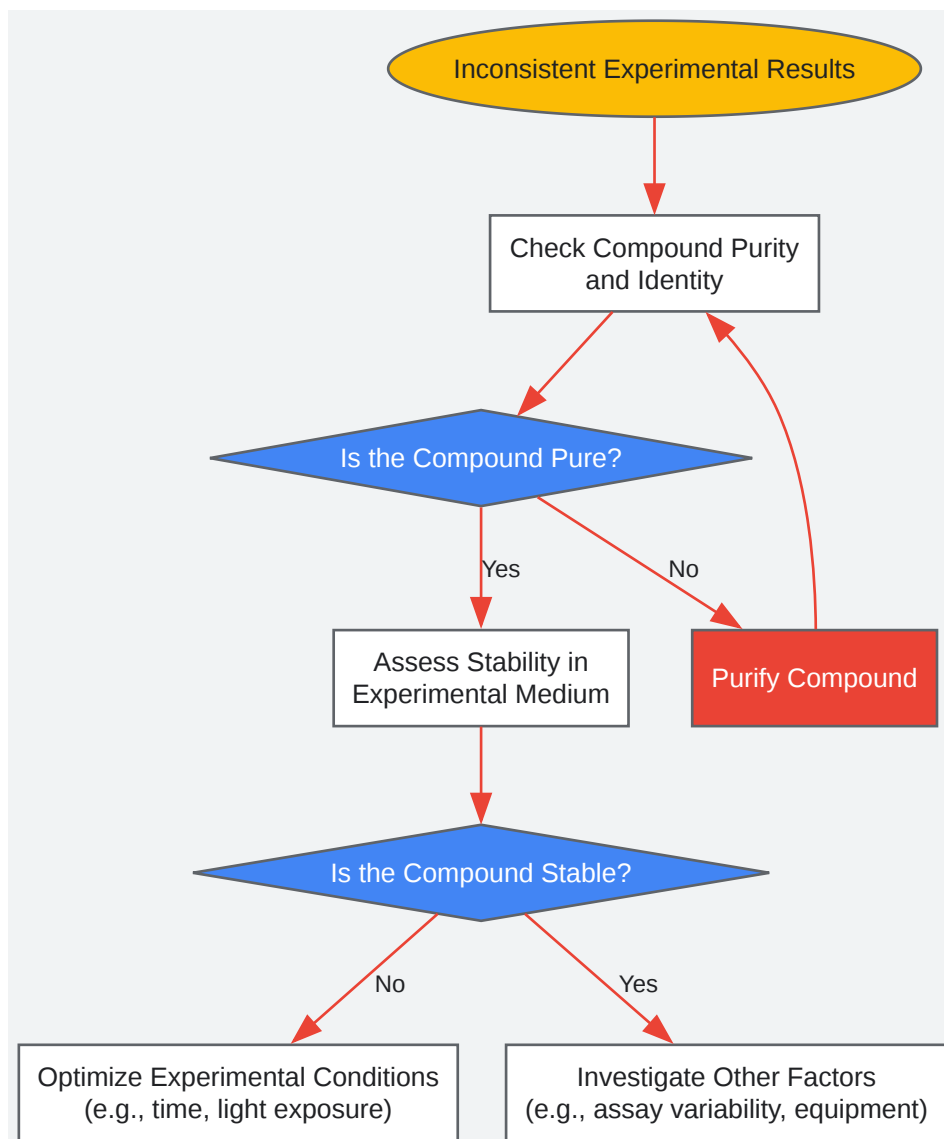 Inconsistent Experimental Results
Check Compound Purity
and Identity
Is the Compound Pure?
Yes
No
Assess Stability in
Experimental Medium
Purify Compound
Is the Compound Stable?
No
Yes
Optimize Experimental Conditions
(e.g., time, light exposure)
Investigate Other Factors
(e.g., assay variability, equipment)